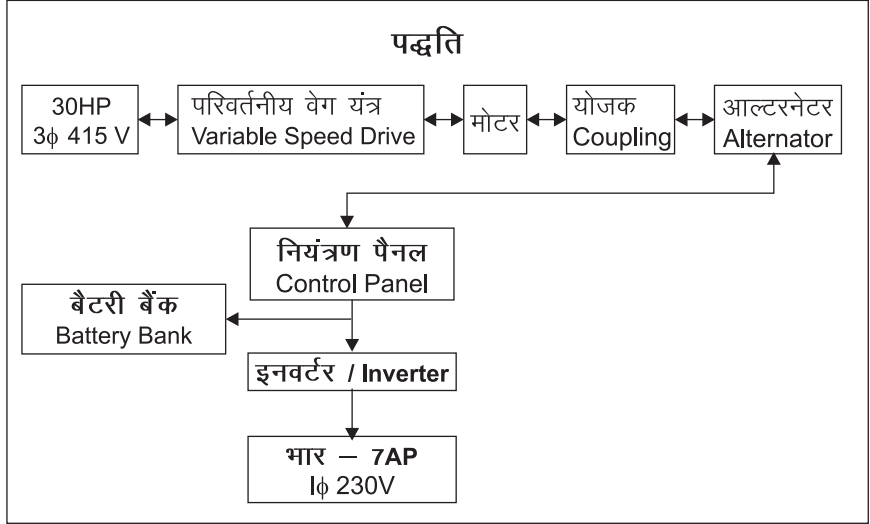 पद्धति
30HP
3ϕ 415 V
परिवर्तनीय वेग यंत्र
Variable Speed Drive
मोटर
योजक
Coupling
आल्टरनेटर
Alternator
नियंत्रण पैनल
Control Panel
बैटरी बैंक
Battery Bank
इनवर्टर / Inverter
भार – 7AP
Iϕ 230V